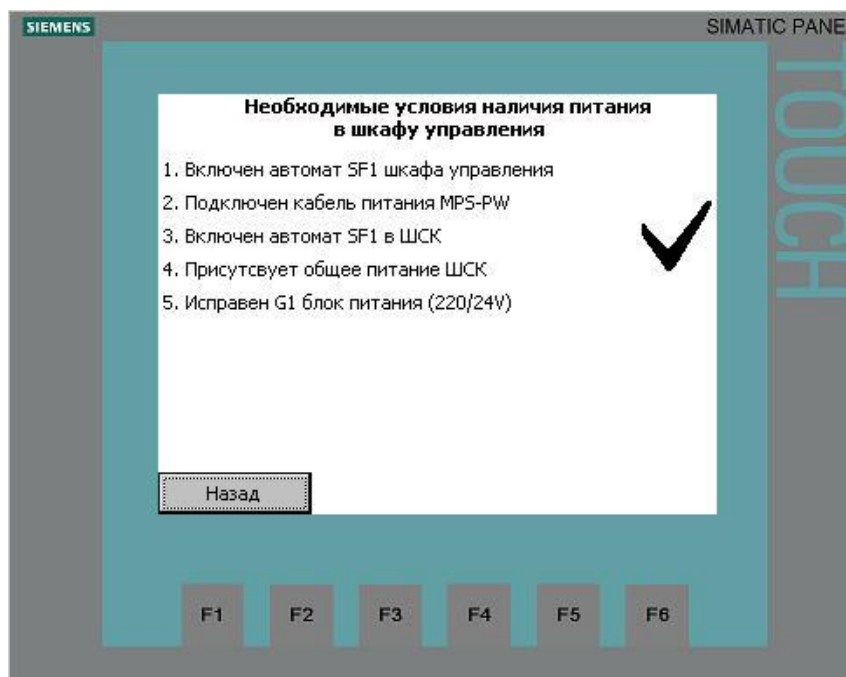 SIEMENS
SIMATIC PANE
TOUCH
Необходимые условия наличия питания
в шкафу управления
1. Включен автомат SF1 шкафа управления
2. Подключен кабель питания MPS-PW
3. Включен автомат SF1 в ШСК
4. Присутсвует общее питание ШСК
5. Исправен G1 блок питания (220/24V)
Назад
F1 F2 F3 F4 F5 F6